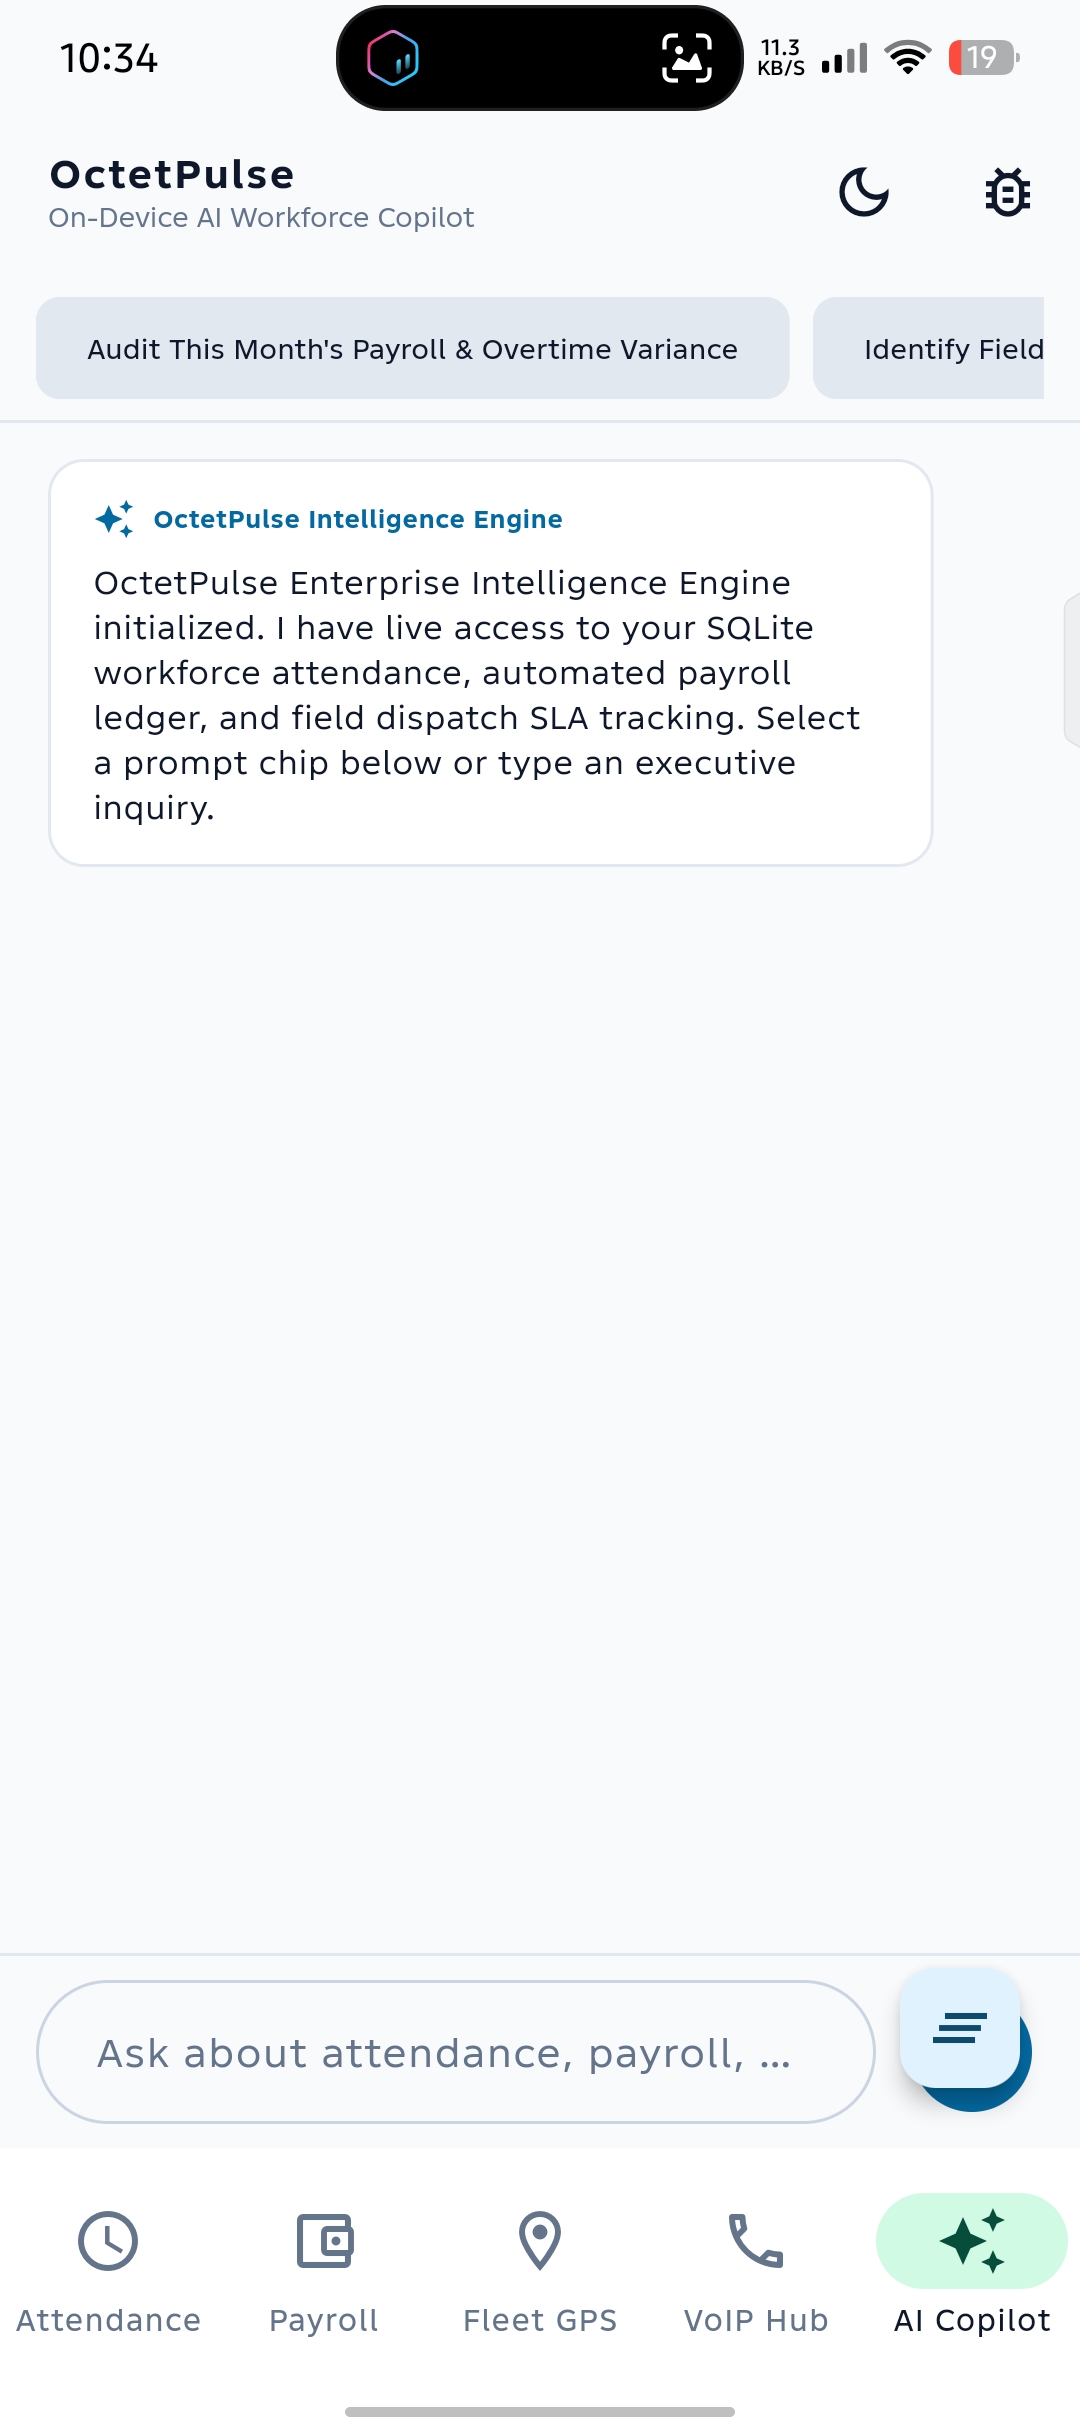 10:34
11.3
KB/S
19
OctetPulse
On-Device AI Workforce Copilot
Audit This Month's Payroll & Overtime Variance
Identify Field
OctetPulse Intelligence Engine
OctetPulse Enterprise Intelligence Engine
initialized. I have live access to your SQLite
workforce attendance, automated payroll
ledger, and field dispatch SLA tracking. Select
a prompt chip below or type an executive
inquiry.
Ask about attendance, payroll, ...
Attendance
Payroll
Fleet GPS
VoIP Hub
AI Copilot